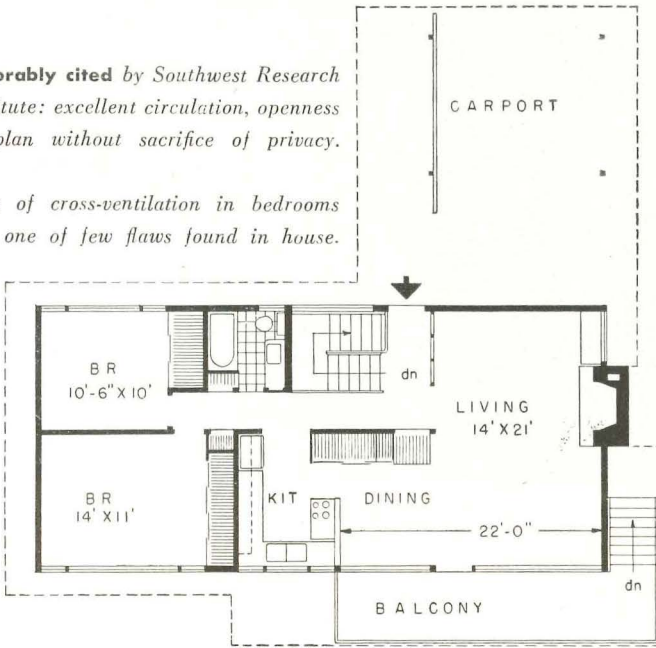 orably cited by Southwest Research
tute: excellent circulation, openness
plan without sacrifice of privacy.
of cross-ventilation in bedrooms
one of few flaws found in house.
CARPORT
BR
10'-6" X 10'
dn
LIVING
14' X 21'
BR
14' X 11'
KIT
DINING
22'-0"
dn
BALCONY